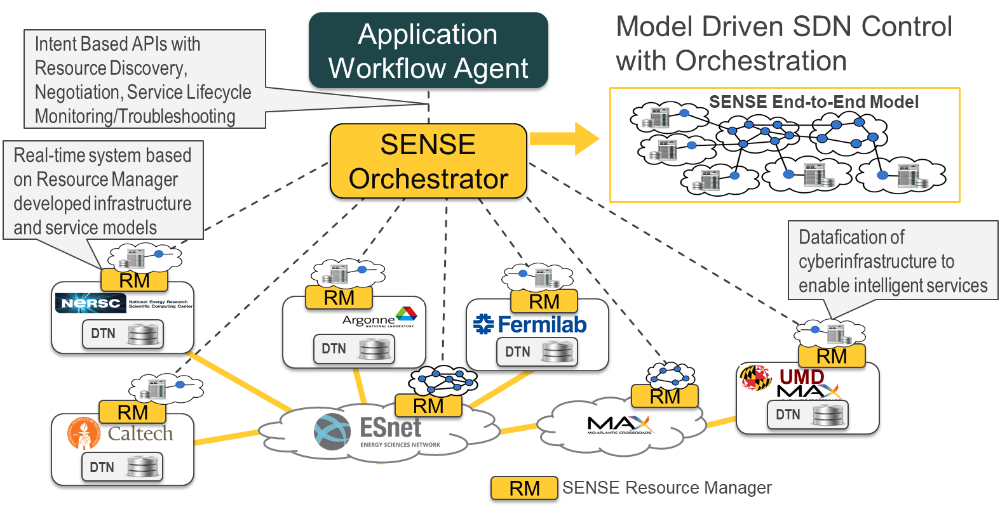 Application
Workflow Agent
Model Driven SDN Control
with Orchestration
Intent Based APIs with
Resource Discovery,
Negotiation, Service Lifecycle
Monitoring/Troubleshooting
SENSE End-to-End Model
SENSE
Orchestrator
Real-time system based
on Resource Manager
developed infrastructure
and service models
Datafication of
cyberinfrastructure to
enable intelligent services
RM
NERSC
National Energy Research
Scientific Computing Center
DTN
RM
Argonne
NATIONAL LABORATORY
DTN
RM
Fermilab
DTN
RM
UMD
MAX
DTN
RM
Caltech
DTN
RM
ESnet
ENERGY SCIENCES NETWORK
RM
MAX
MID-ATLANTIC CROSSROADS
RM
SENSE Resource Manager